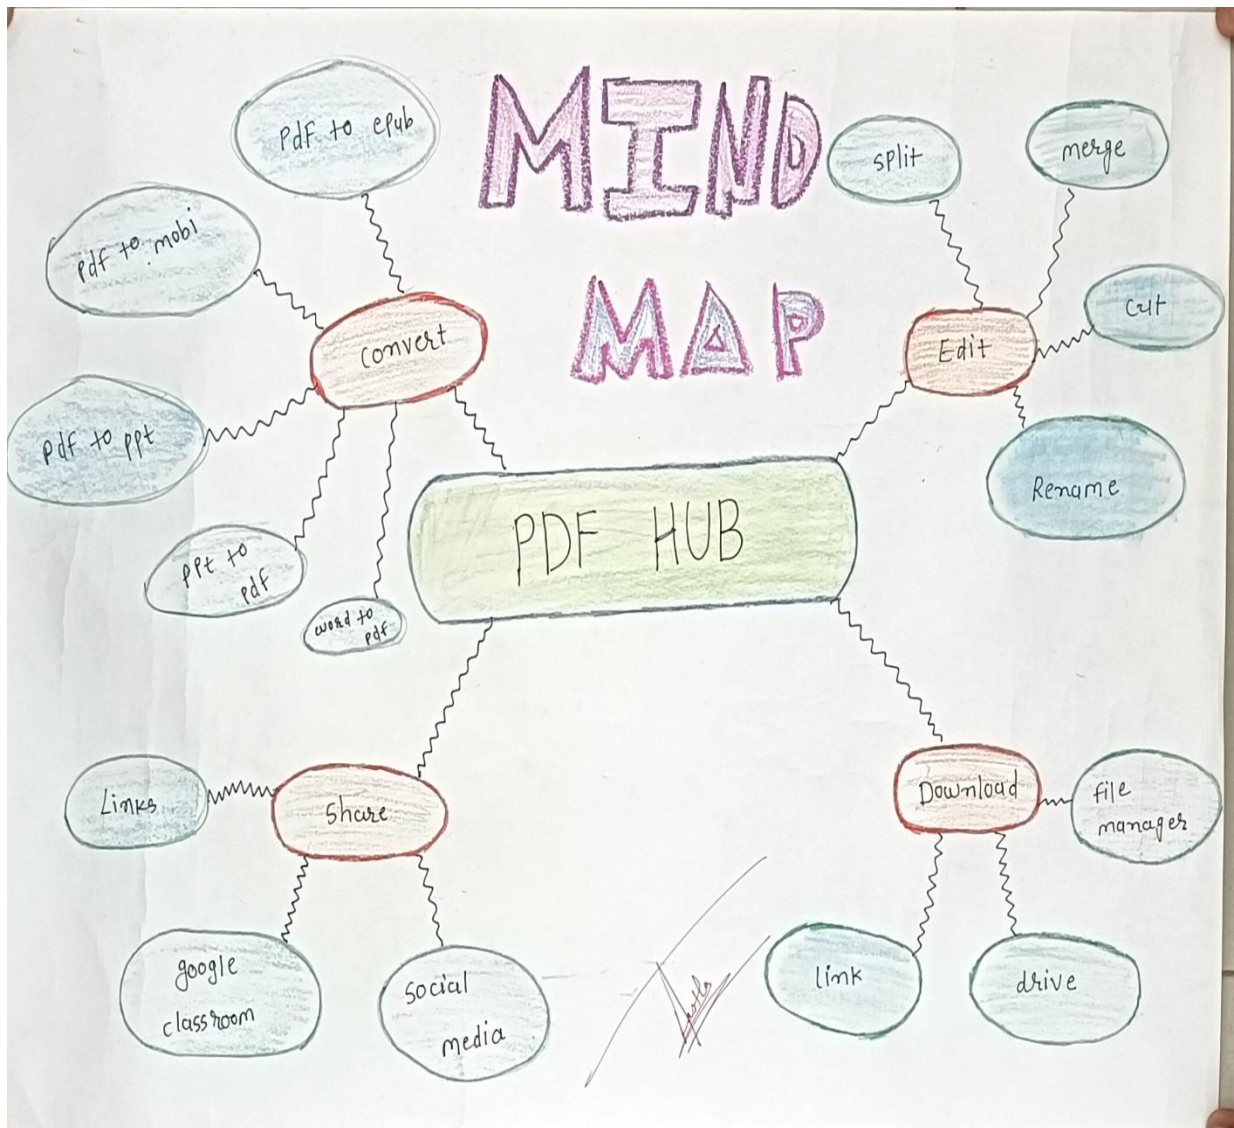 MIND
MAP
Pdf to epub
Pdf to mobi
Pdf to ppt
PPt to
pdf
word to
pdf
Convert
split
merge
cut
Rename
Edit
PDF HUB
Links
Share
google
classroom
social
media
Download
file
manager
link
drive